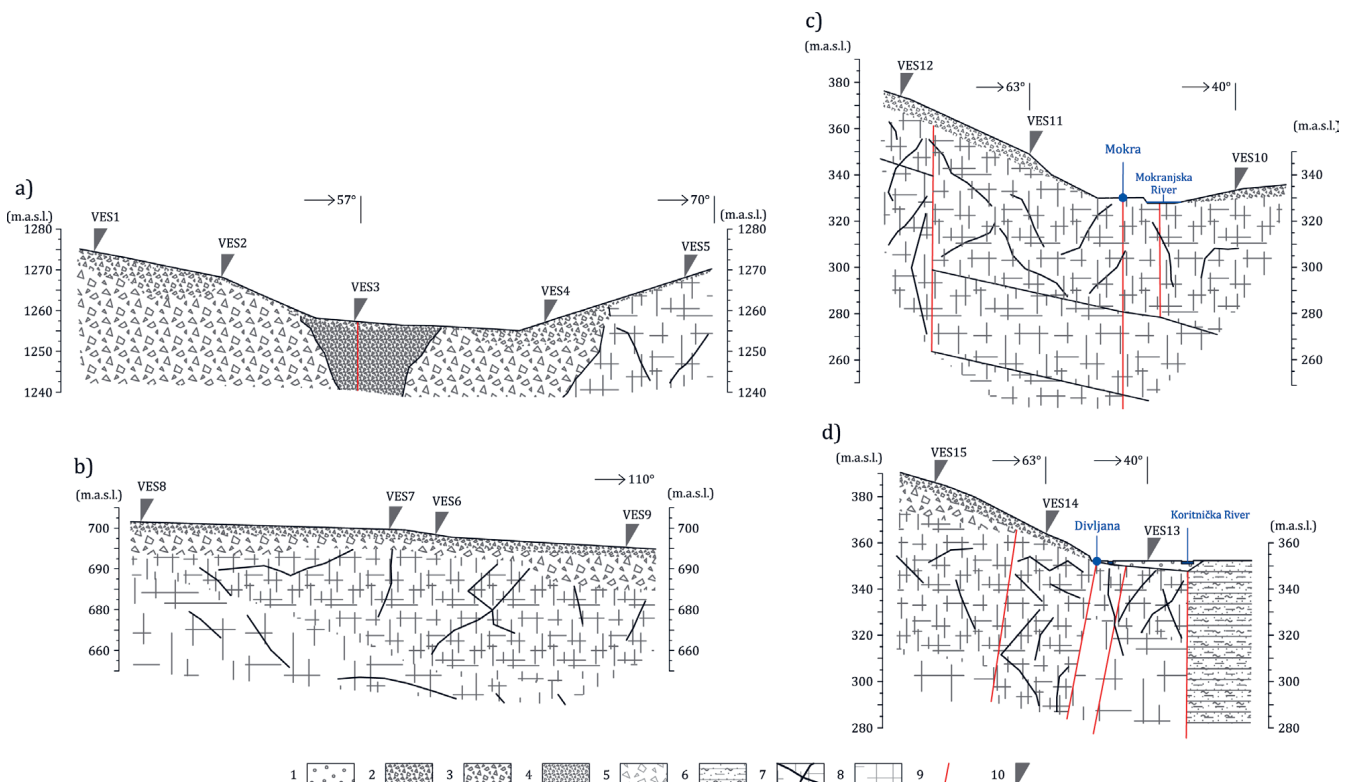 a)
(m.a.s.l.)
(m.a.s.l.)
57°
70°
VES1
VES2
VES3
VES4
VES5
1280
1270
1260
1250
1240
1280
1270
1260
1250
1240
b)
(m.a.s.l.)
(m.a.s.l.)
110°
VES8
VES7
VES6
VES9
700
690
680
660
700
690
680
660
c)
(m.a.s.l.)
(m.a.s.l.)
63°
40°
VES12
VES11
Mokra
Mokranjska
River
VES10
380
360
340
320
300
280
260
340
320
300
280
260
d)
(m.a.s.l.)
(m.a.s.l.)
63°
40°
VES15
VES14
Divljana
VES13
Koritnička River
380
360
340
320
300
280
340
320
300
280
1 2 3 4 5 6 7 8 9 10